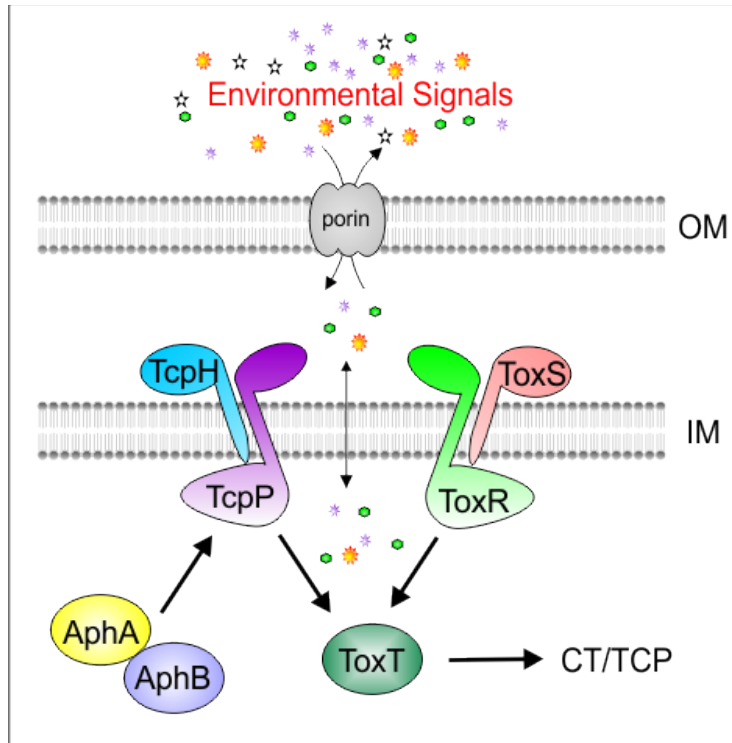 Environmental Signals
porin
OM
TcpH
ToxS
IM
TcpP
ToxR
AphA
AphB
ToxT
CT/TCP